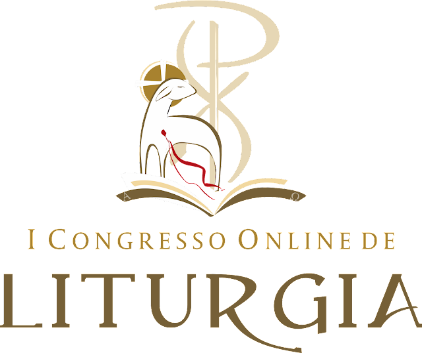 A Ω
I CONGRESSO ONLINE DE
LITURGIA